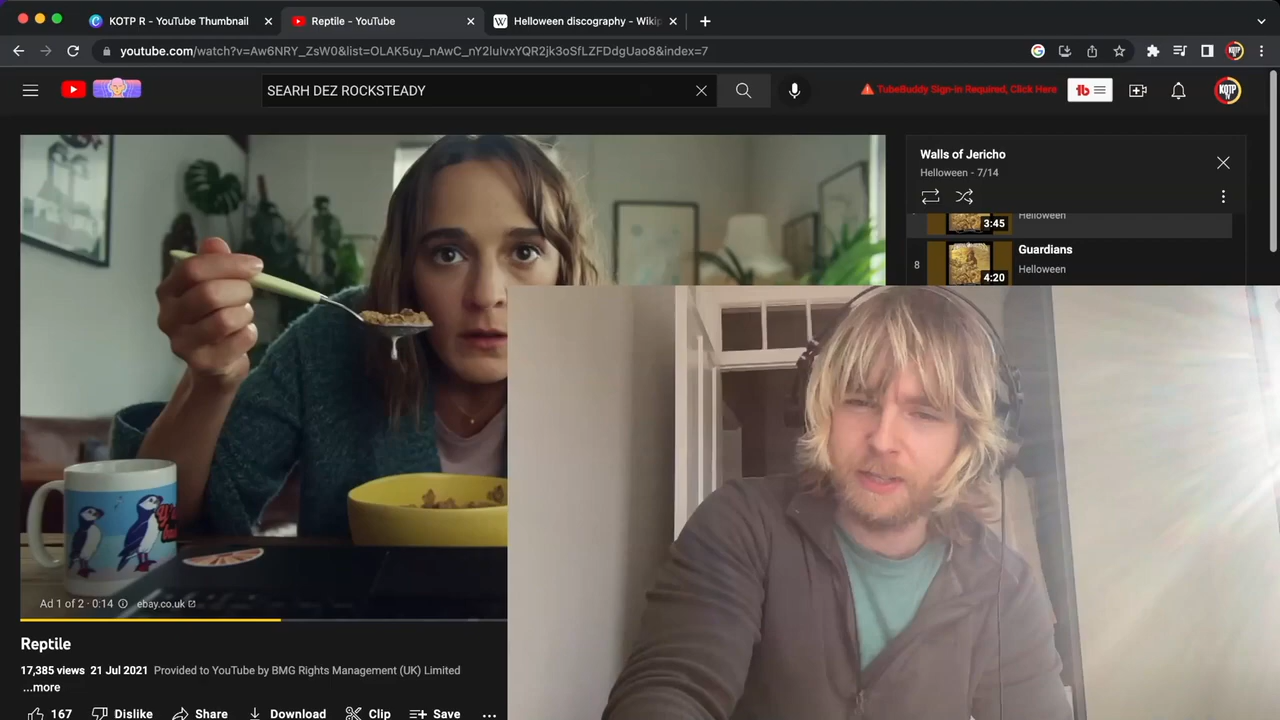 KOTP R - YouTube Thumbnail
Reptile - YouTube
Helloween discography - Wikip
youtube.com/watch?v=Aw6NRY_ZsW0&list=OLAK5uy_nAwC_nY2luIvxYQR2jk3oSfLZFDdgUao8&index=7
SEARH DEZ ROCKSTEADY
TubeBuddy Sign-in Required, Click Here
KOTP
TV
Walls of Jericho
Helloween - 7/14
3:45
Helloween
8
Guardians
4:20
Helloween
Ad 1 of 2 · 0:14
ebay.co.uk
Reptile
17,385 views 21 Jul 2021 Provided to YouTube by BMG Rights Management (UK) Limited
...more
167 Dislike Share Download Clip Save